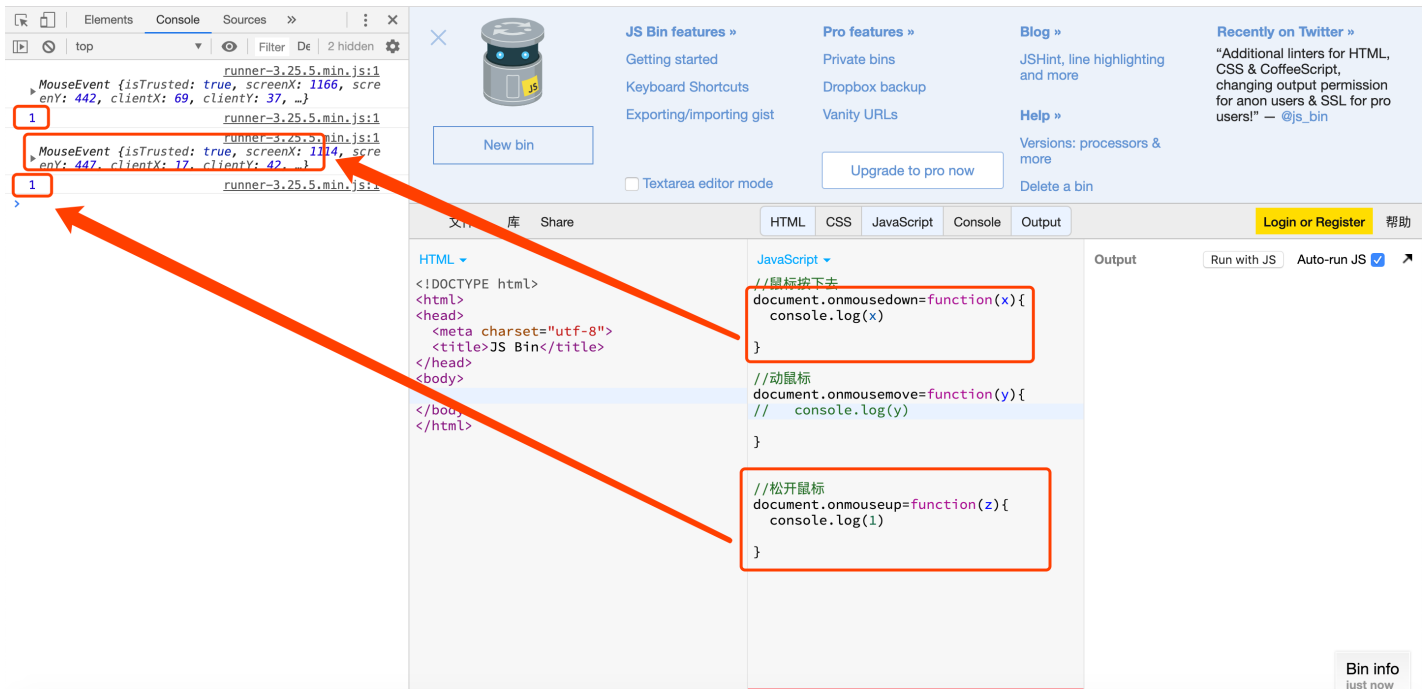 Elements Console Sources »
top Filter De 2 hidden
runner-3.25.5.min.js:1
MouseEvent {isTrusted: true, screenX: 1166, scre
enY: 442, clientX: 69, clientY: 37, …}
1 runner-3.25.5.min.js:1
runner-3.25.5.min.js:1
MouseEvent {isTrusted: true, screenX: 1114, scre
enY: 447, clientX: 17, clientY: 42, …}
1 runner-3.25.5.min.js:1
>
JS
New bin
JS Bin features »
Getting started
Keyboard Shortcuts
Exporting/importing gist
Textarea editor mode
Pro features »
Private bins
Dropbox backup
Vanity URLs
Upgrade to pro now
Blog »
JSHint, line highlighting
and more
Help »
Versions: processors &
more
Delete a bin
Recently on Twitter »
“Additional linters for HTML,
CSS & CoffeeScript,
changing output permission
for anon users & SSL for pro
users!” — @js_bin
库 Share HTML CSS JavaScript Console Output Login or Register 帮助
HTML
<!DOCTYPE html>
<html>
<head>
<meta charset="utf-8">
<title>JS Bin</title>
</head>
<body>
</body>
</html>
JavaScript
//鼠标按下去
document.onmousedown=function(x){
console.log(x)
}
//动鼠标
document.onmousemove=function(y){
// console.log(y)
}
//松开鼠标
document.onmouseup=function(z){
console.log(1)
}
Output Run with JS Auto-run JS
Bin info
just now